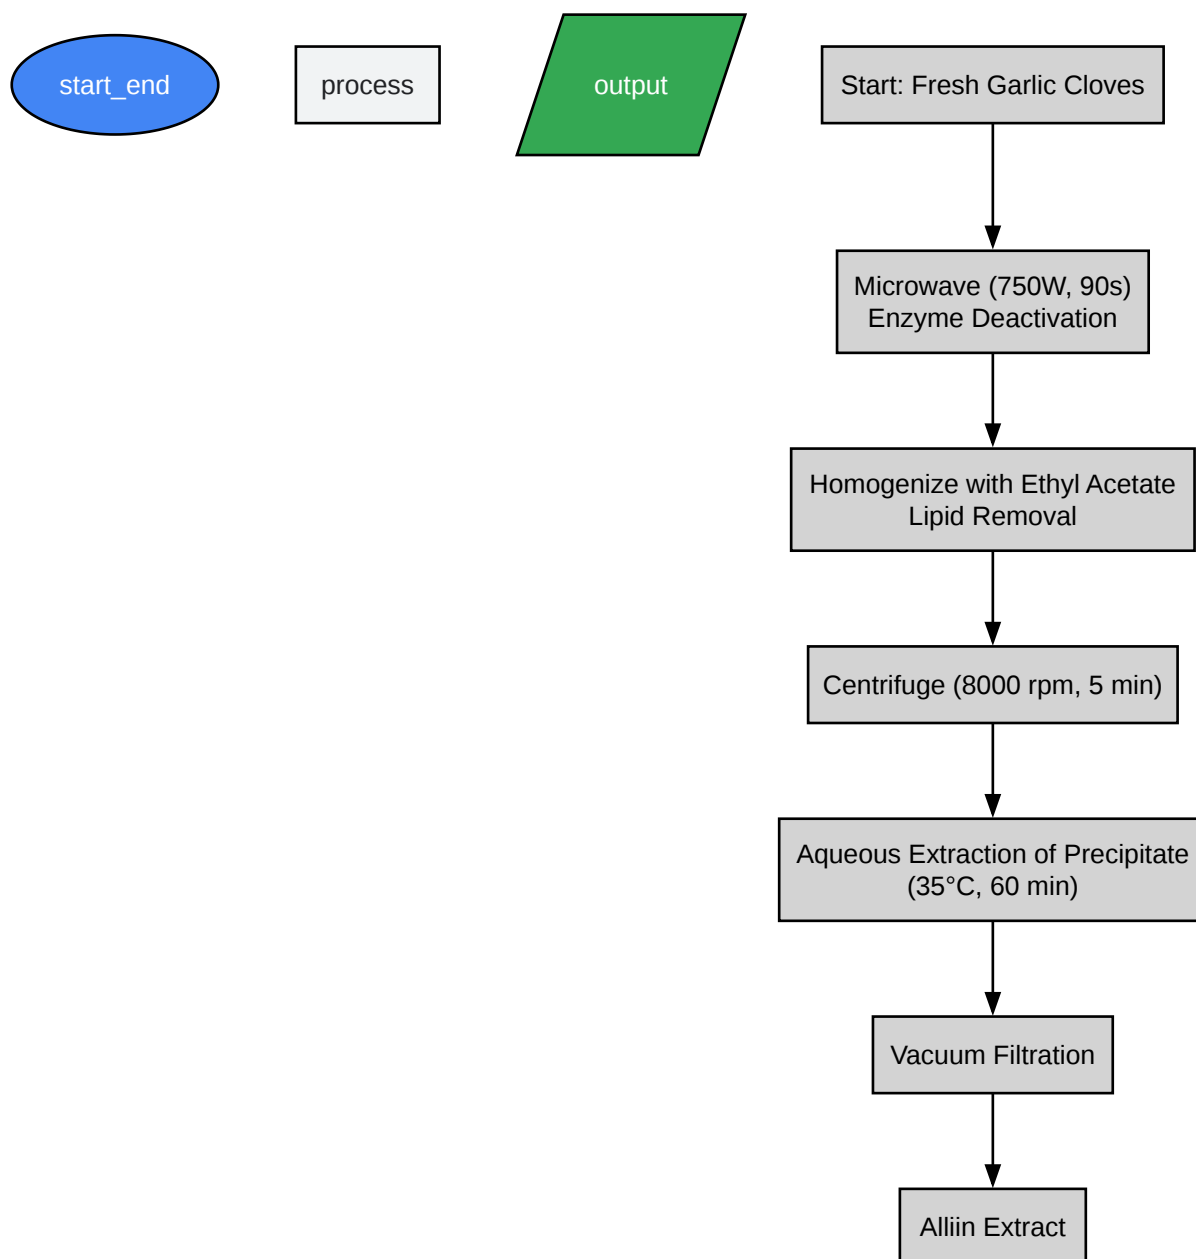 start_end
process
output
Start: Fresh Garlic Cloves
Microwave (750W, 90s)
Enzyme Deactivation
Homogenize with Ethyl Acetate
Lipid Removal
Centrifuge (8000 rpm, 5 min)
Aqueous Extraction of Precipitate
(35°C, 60 min)
Vacuum Filtration
Alliin Extract